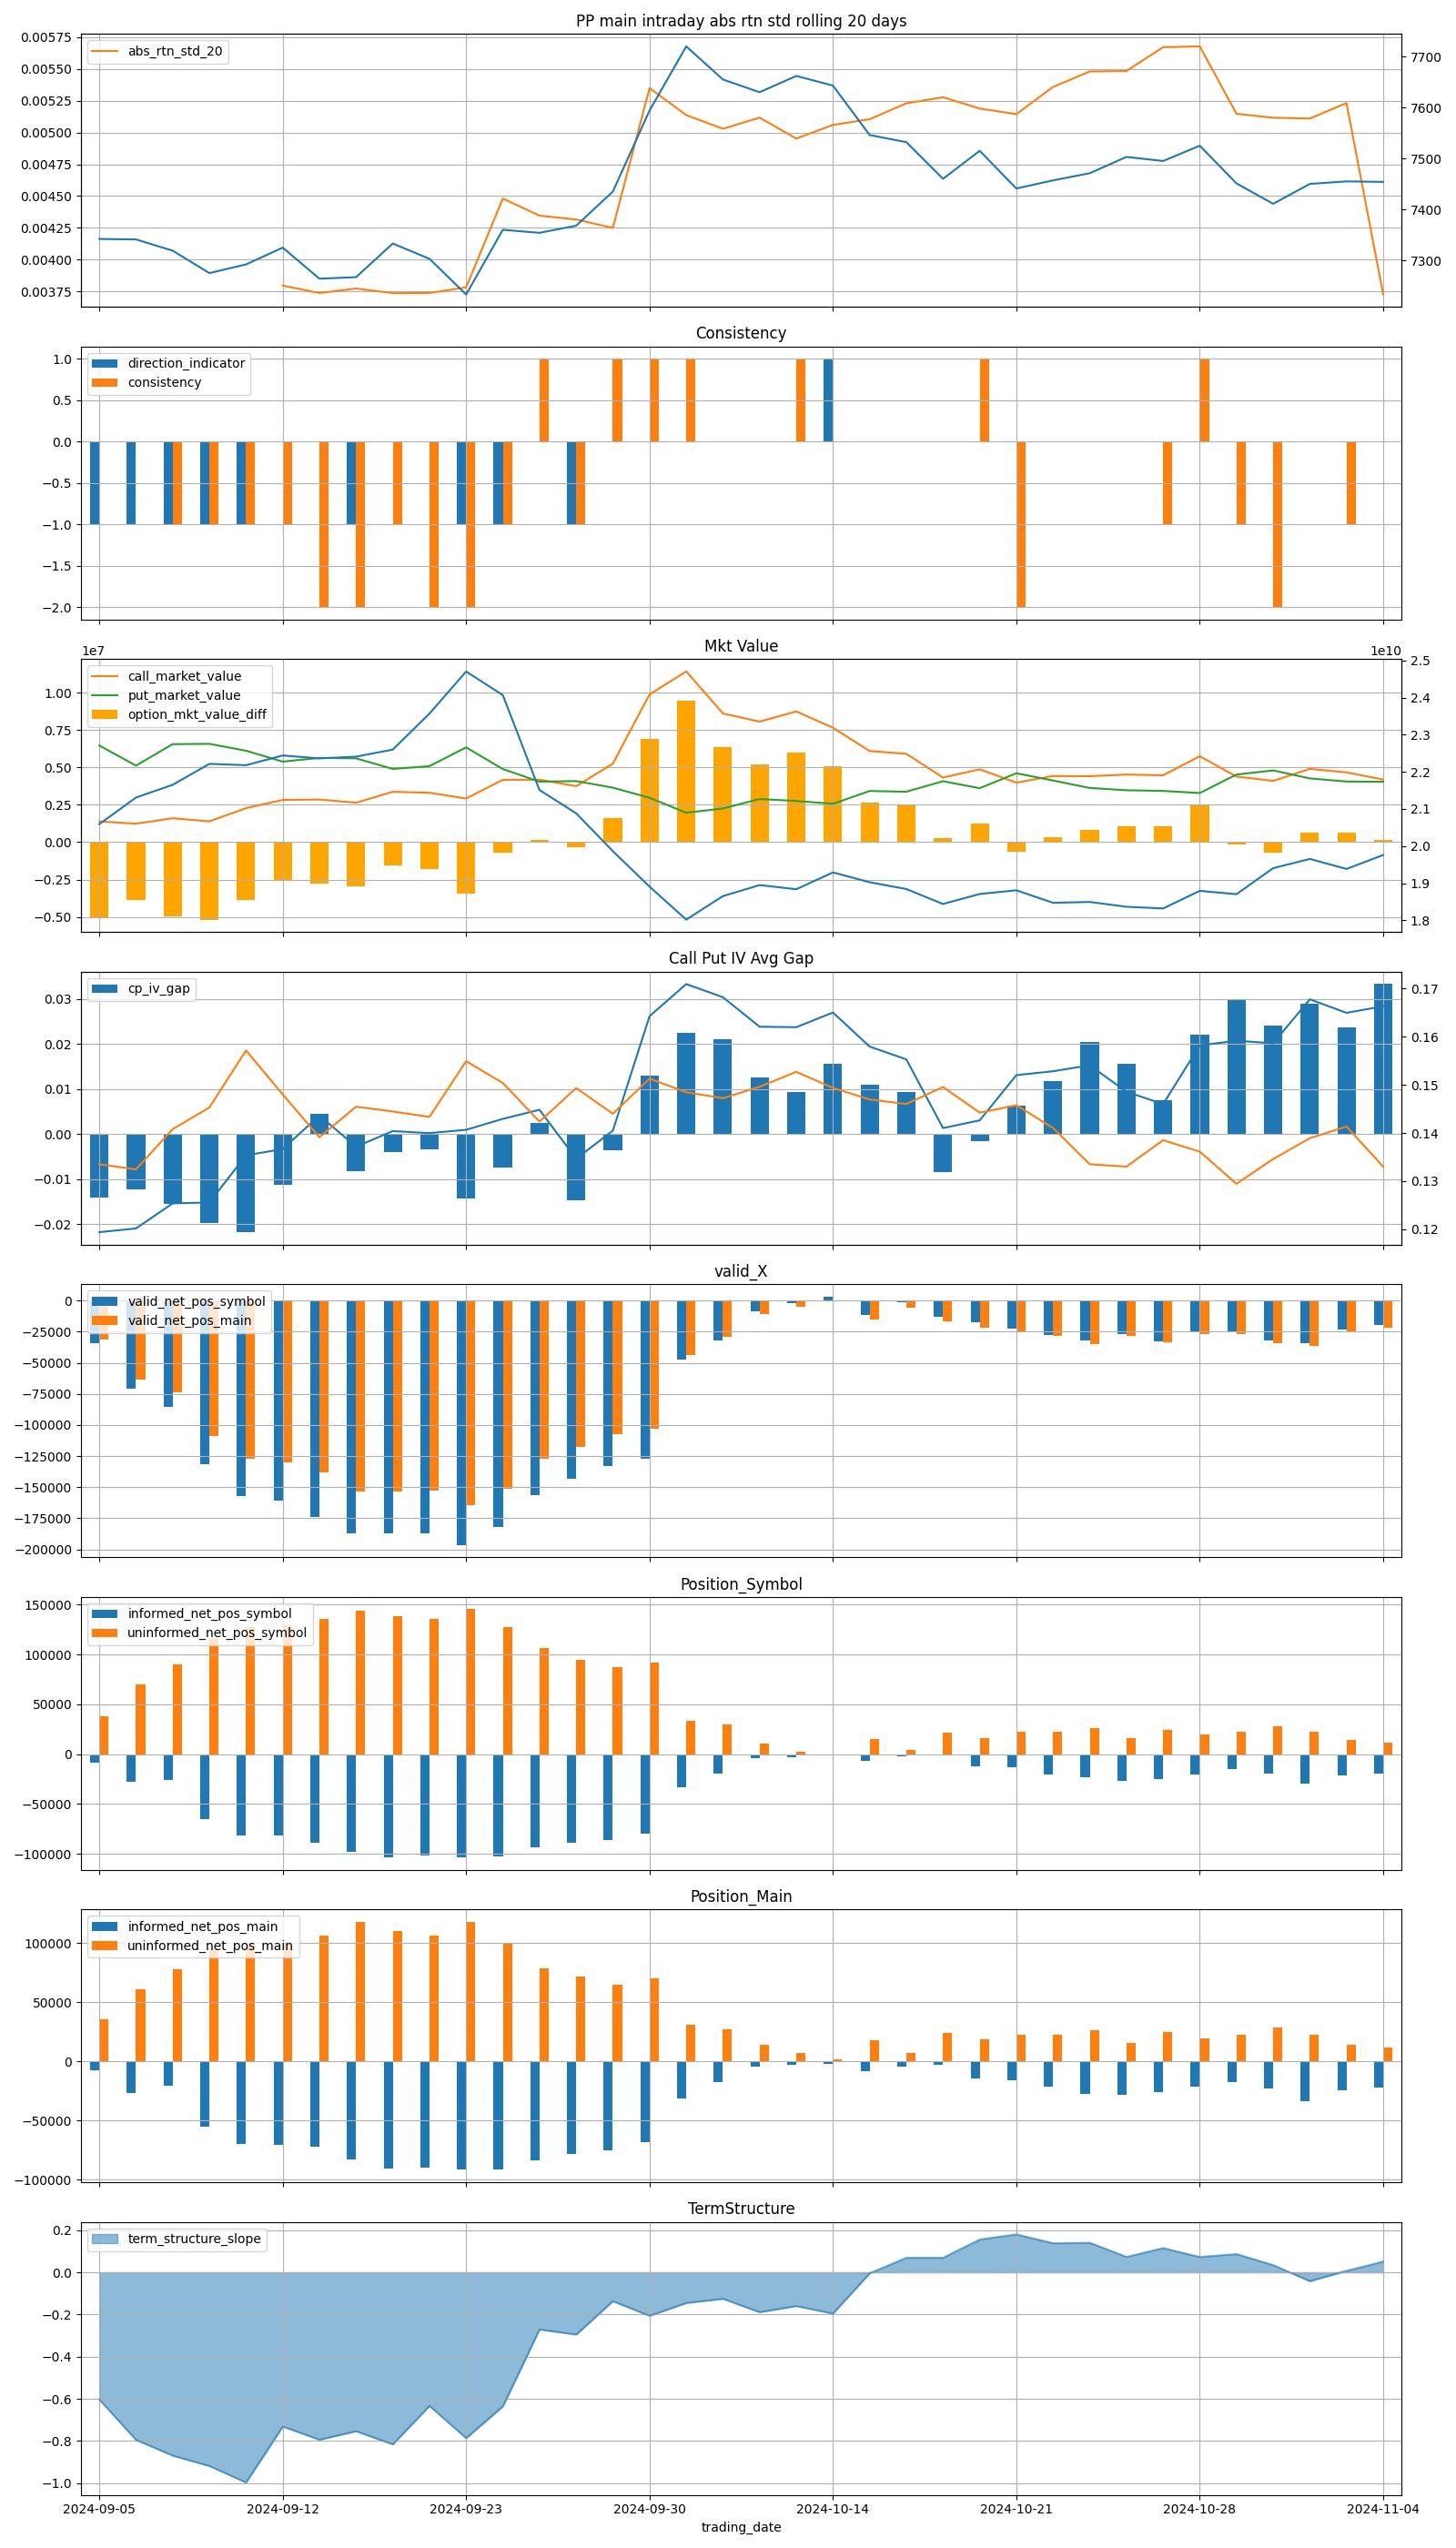 PP main intraday abs rtn std rolling 20 days
abs_rtn_std_20
0.00575
0.00550
0.00525
0.00500
0.00475
0.00450
0.00425
0.00400
0.00375
7700
7600
7500
7400
7300
Consistency
direction_indicator
consistency
1.0
0.5
0.0
−0.5
−1.0
−1.5
−2.0
Mkt Value
1e7
1e10
call_market_value
put_market_value
option_mkt_value_diff
1.00
0.75
0.50
0.25
0.00
−0.25
−0.50
2.5
2.4
2.3
2.2
2.1
2.0
1.9
1.8
Call Put IV Avg Gap
cp_iv_gap
0.03
0.02
0.01
0.00
−0.01
−0.02
0.17
0.16
0.15
0.14
0.13
0.12
valid_X
valid_net_pos_symbol
valid_net_pos_main
0
−25000
−50000
−75000
−100000
−125000
−150000
−175000
−200000
Position_Symbol
informed_net_pos_symbol
uninformed_net_pos_symbol
150000
100000
50000
0
−50000
−100000
Position_Main
informed_net_pos_main
uninformed_net_pos_main
100000
50000
0
−50000
−100000
TermStructure
term_structure_slope
0.2
0.0
−0.2
−0.4
−0.6
−0.8
−1.0
2024-09-05 2024-09-12 2024-09-23 2024-09-30 2024-10-14 2024-10-21 2024-10-28 2024-11-04
trading_date